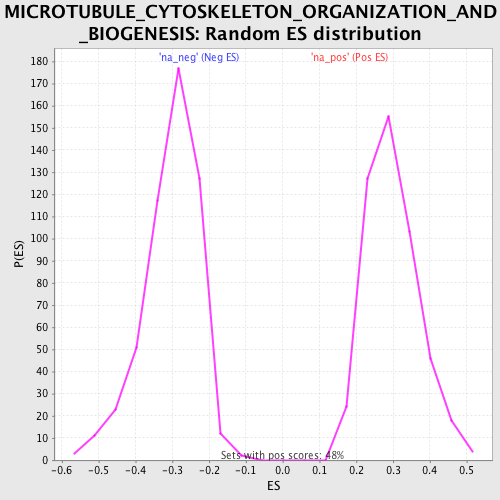 MICROTUBULE_CYTOSKELETON_ORGANIZATION_AND
_BIOGENESIS: Random ES distribution
'na_neg' (Neg ES) 'na_pos' (Pos ES)
180
170
160
150
140
130
120
110
100
90
80
70
60
50
40
30
20
10
0
P(ES)
Sets with pos scores: 48%
-0.6 -0.5 -0.4 -0.3 -0.2 -0.1 0.0 0.1 0.2 0.3 0.4 0.5
ES